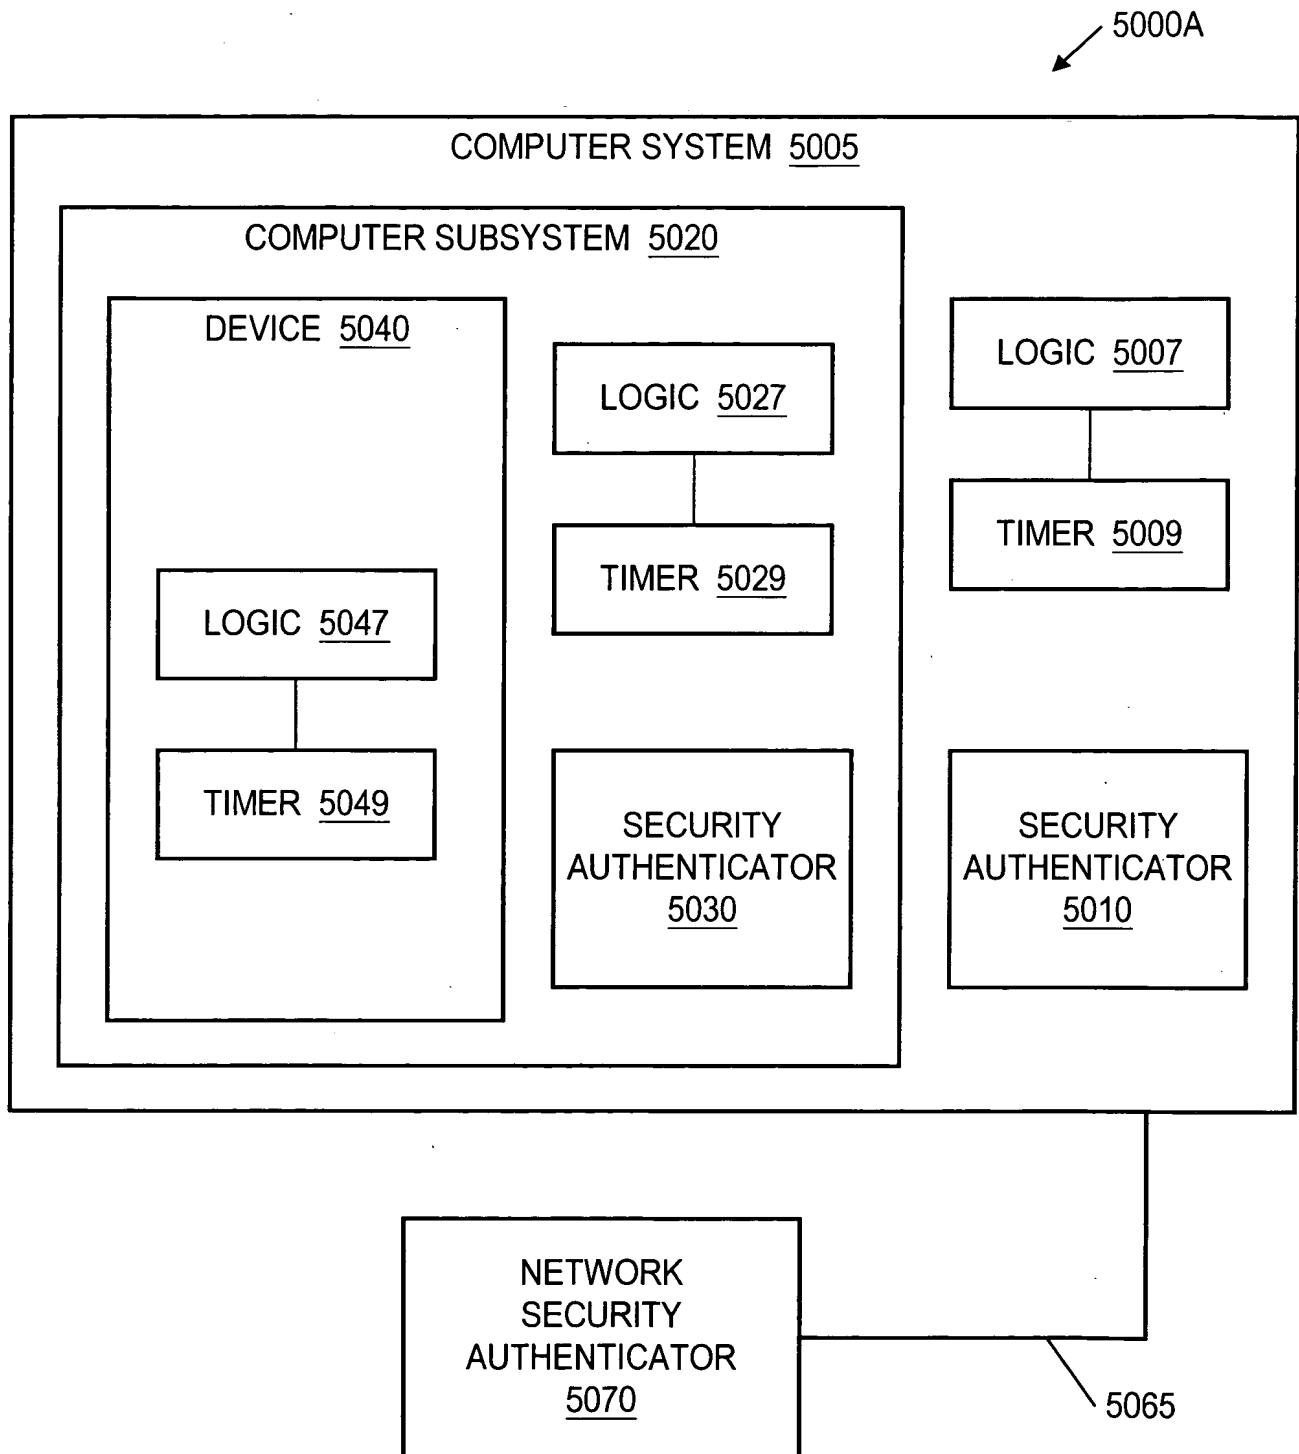 5000A
COMPUTER SYSTEM 5005
COMPUTER SUBSYSTEM 5020
DEVICE 5040
LOGIC 5047
TIMER 5049
LOGIC 5027
TIMER 5029
SECURITY
AUTHENTICATOR
5030
LOGIC 5007
TIMER 5009
SECURITY
AUTHENTICATOR
5010
NETWORK
SECURITY
AUTHENTICATOR
5070
5065